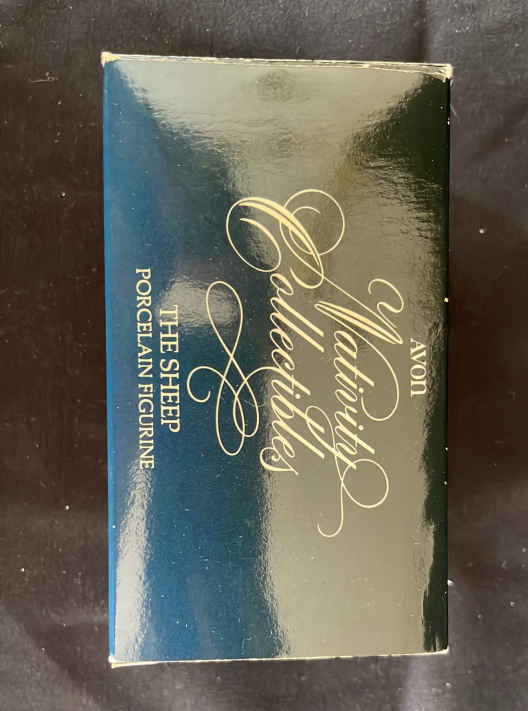 AVON
Nativity
Collectibles
THE SHEEP
PORCELAIN FIGURINE